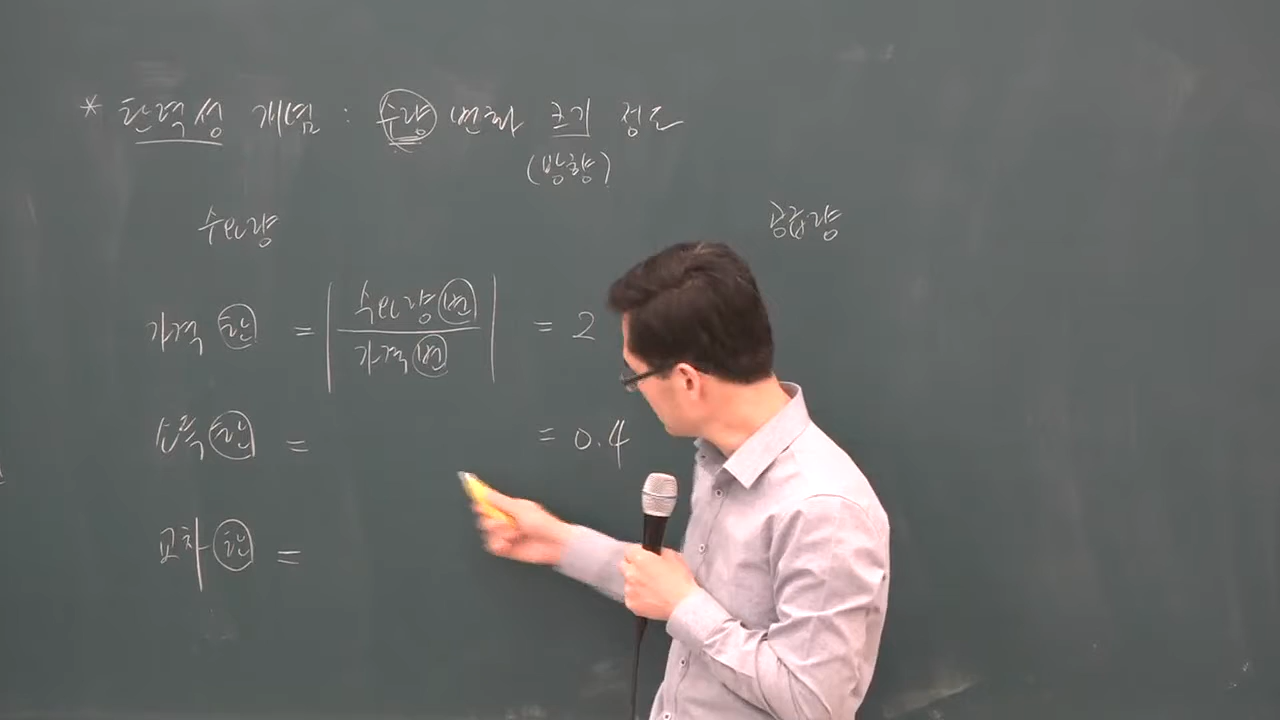 * 탄력성 개념 : 수량 변화 크기 정도
(방향)
수요량 공급량
가격 탄 = | 수요량 변 / 가격 변 | = 2
소득 탄 = = 0.4
교차 탄 =